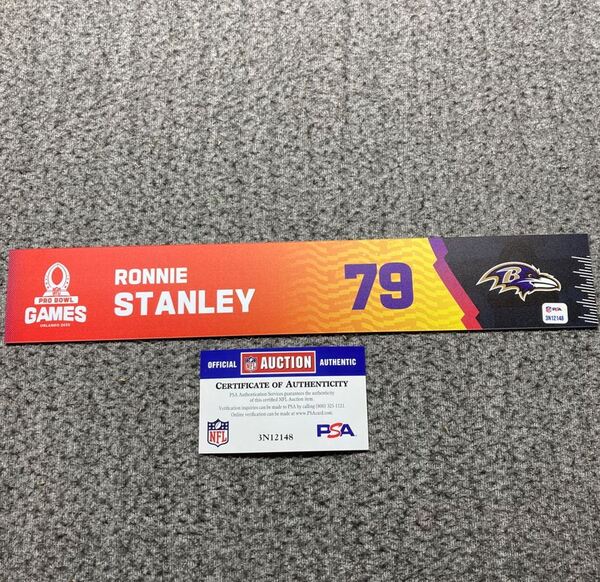 PRO BOWL
GAMES
ORLANDO 2025
RONNIE
STANLEY
79
B
PSA
3N12148
OFFICIAL NFL AUCTION AUTHENTIC
CERTIFICATE OF AUTHENTICITY
PSA Authentication Services guarantees the authenticity
of this certified NFL Auction item.
Verification inquiries can be made to PSA by calling (800) 325-1121.
Online verification can be made at www.PSAcard.com
NFL
3N12148
PSA